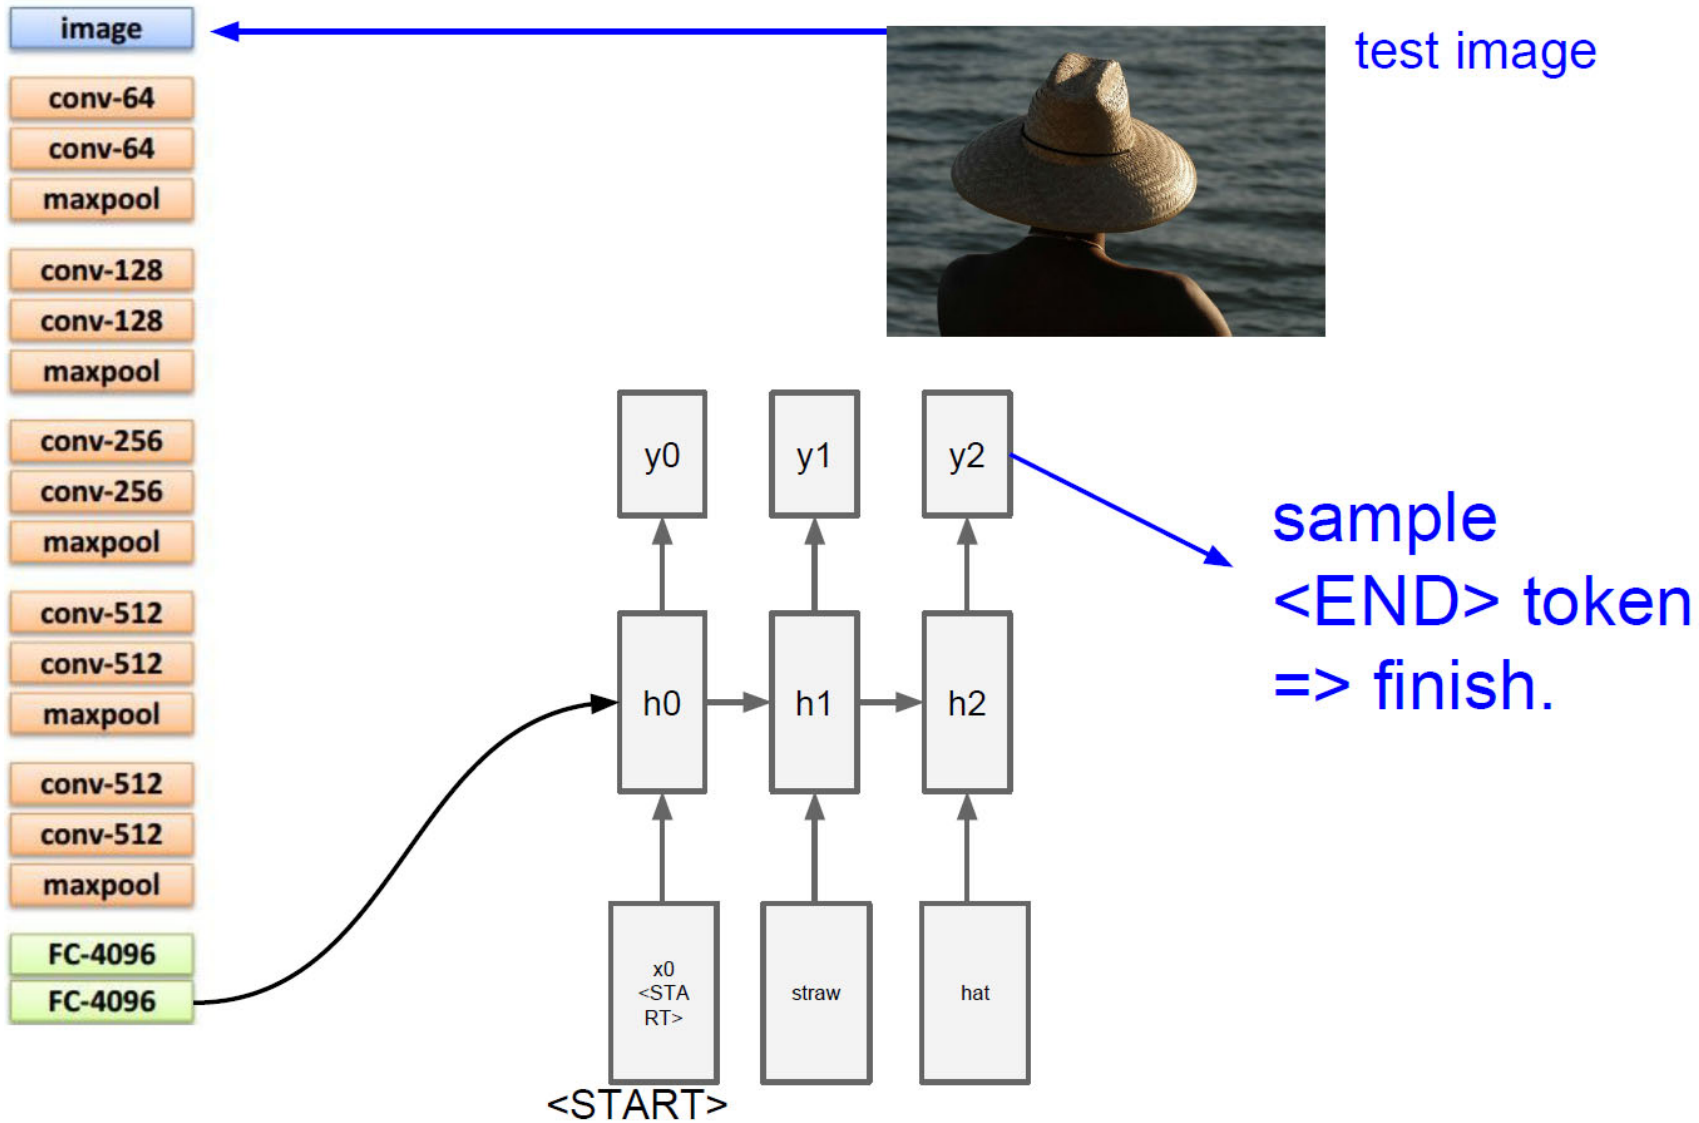 image
conv-64
conv-64
maxpool
conv-128
conv-128
maxpool
conv-256
conv-256
maxpool
conv-512
conv-512
maxpool
conv-512
conv-512
maxpool
FC-4096
FC-4096
test image
y0
y1
y2
sample
<END> token
=> finish.
h0
h1
h2
x0
<STA
RT>
straw
hat
<START>